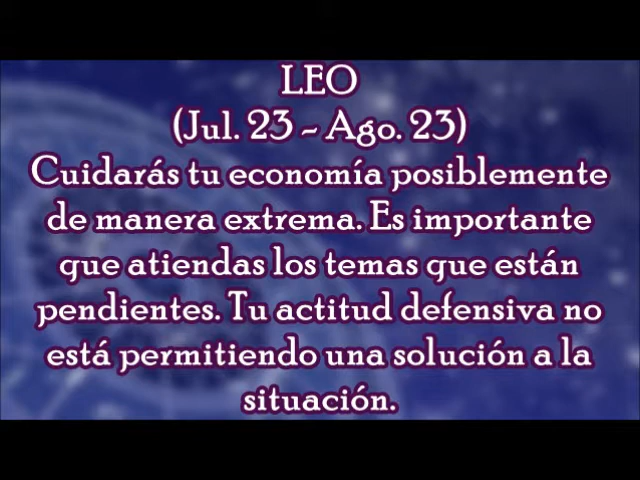 LEO
(Jul. 23 - Ago. 23)
Cuidarás tu economía posiblemente
de manera extrema. Es importante
que atiendas los temas que están
pendientes. Tu actitud defensiva no
está permitiendo una solución a la
situación.